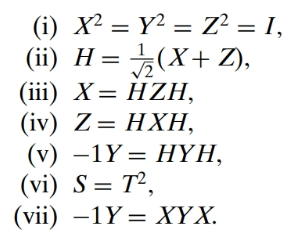 (i) X² = Y² = Z² = I,
(ii) H = 1/√2 (X + Z),
(iii) X = HZH,
(iv) Z = HXH,
(v) −1Y = HYH,
(vi) S = T²,
(vii) −1Y = XYX.